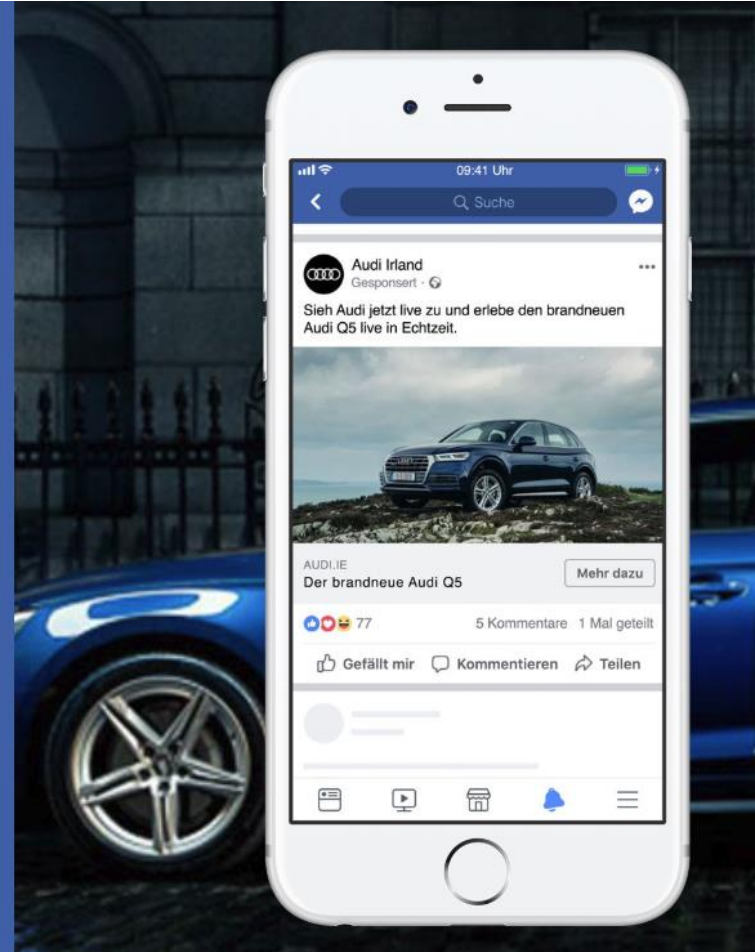 09:41 Uhr
Suche
Audi Irland
Gesponsert ·
Sieh Audi jetzt live zu und erlebe den brandneuen
Audi Q5 live in Echtzeit.
AUDI.IE
Der brandneue Audi Q5
Mehr dazu
77
5 Kommentare 1 Mal geteilt
Gefällt mir Kommentieren Teilen